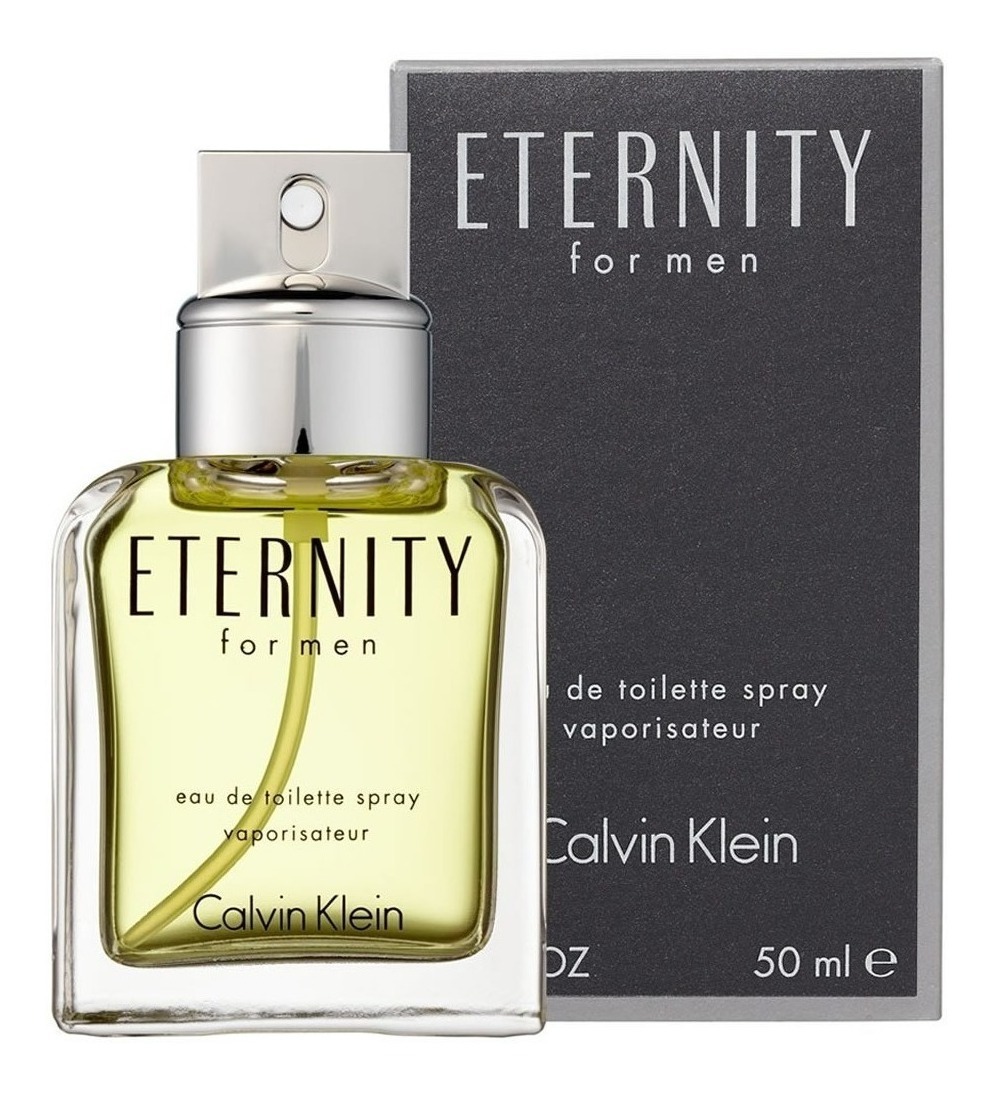 ETERNITY
for men
eau de toilette spray
vaporisateur
Calvin Klein
ETERNITY
for men
de toilette spray
vaporisateur
Calvin Klein
OZ
50 ml e